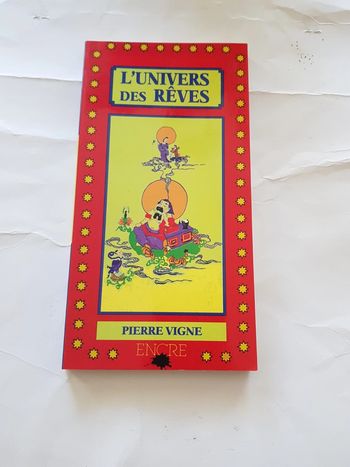 L'UNIVERS
DES RÊVES
PIERRE VIGNE
ENCRE